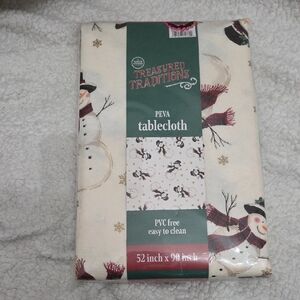 TREASURED
TRADITIONS
PEVA
tablecloth
PVC free
easy to clean
52 inch x 90 inch